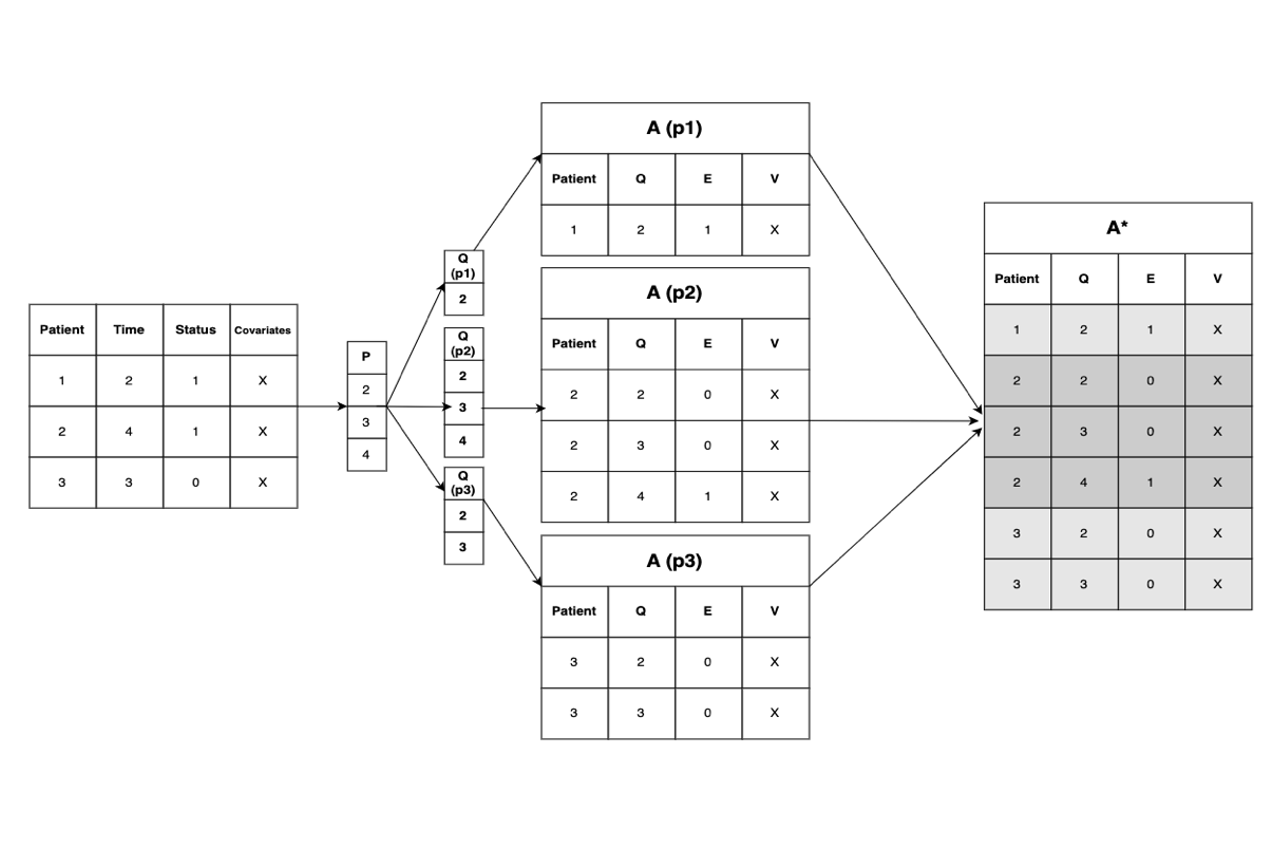 Patient Time Status Covariates
1 2 1 X
2 4 1 X
3 3 0 X
P
2
3
4
Q
(p1)
2
Q
(p2)
2
3
4
Q
(p3)
2
3
A (p1)
Patient Q E V
1 2 1 X
A (p2)
Patient Q E V
2 2 0 X
2 3 0 X
2 4 1 X
A (p3)
Patient Q E V
3 2 0 X
3 3 0 X
A*
Patient Q E V
1 2 1 X
2 2 0 X
2 3 0 X
2 4 1 X
3 2 0 X
3 3 0 X